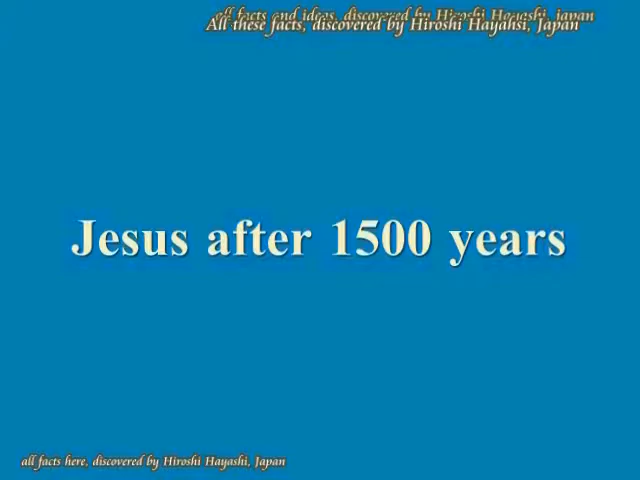 all facts and ideas, discovered by Hiroshi Hayashi, japan
All these facts, discovered by Hiroshi Hayahsi, Japan
Jesus after 1500 years
all facts here, discovered by Hiroshi Hayashi, Japan